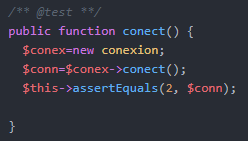 /** @test **/
public function conect() {
$conex=new conexion;
$conn=$conex->conect();
$this->assertEquals(2, $conn);
}